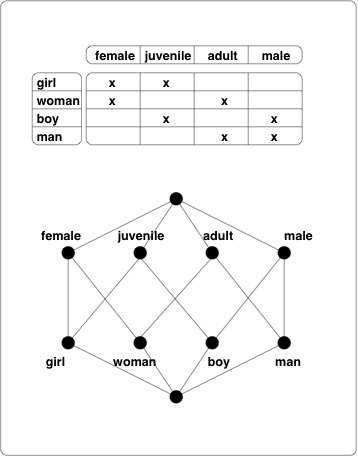 female juvenile adult male
girl x x
woman x x
boy x x
man x x
female juvenile adult male
girl woman boy man